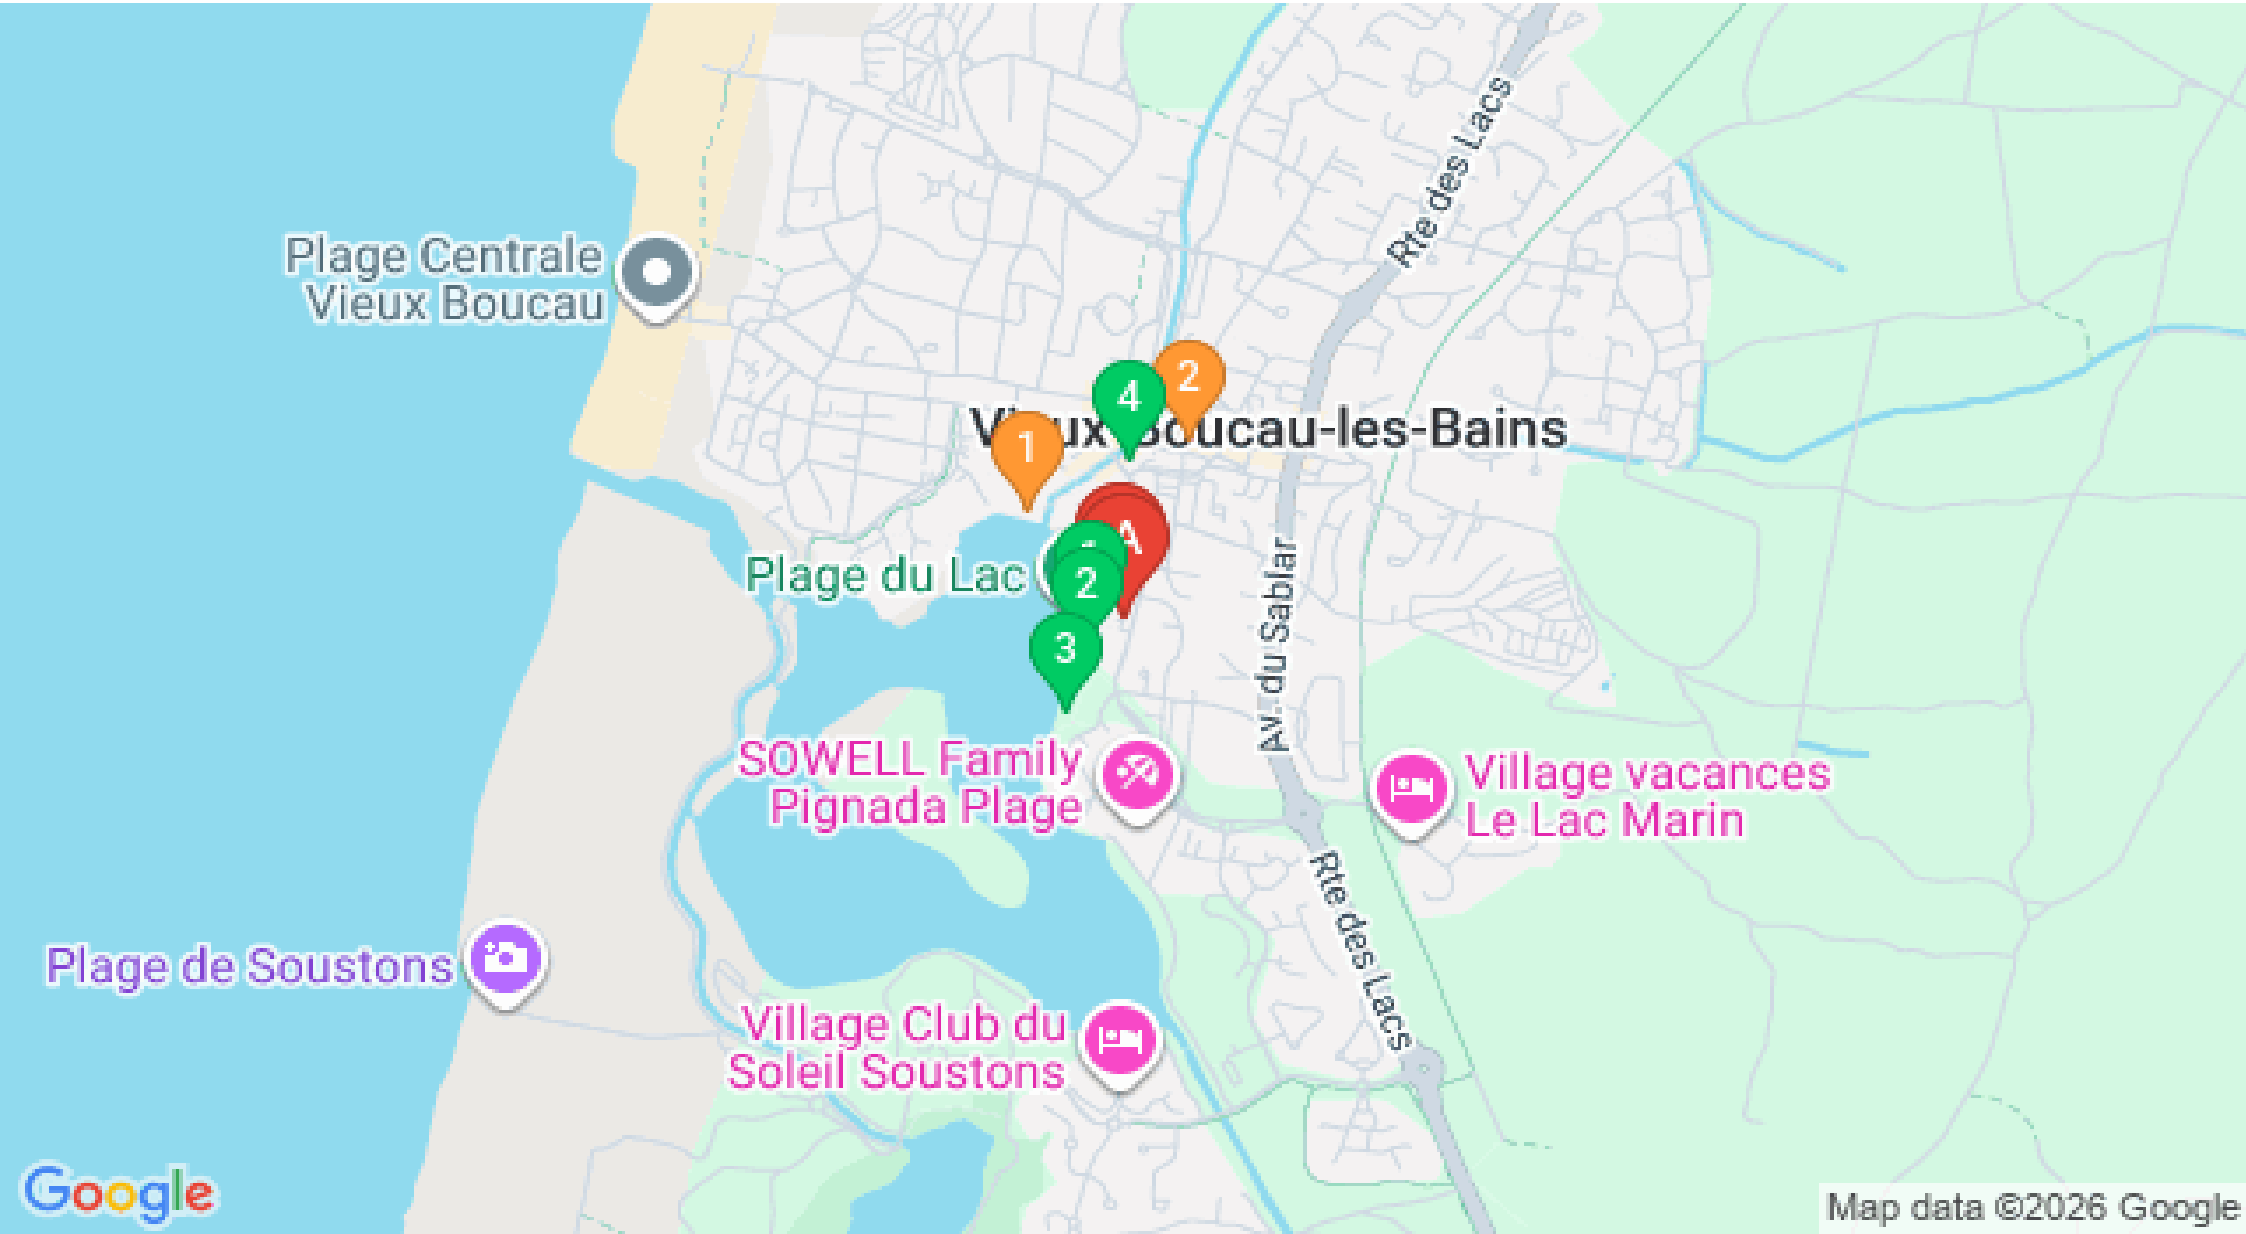 Rte des Lacs
Plage Centrale
Vieux Boucau
2
4
Boucau-les-Bains
1
A
Plage du Lac
2
3
Av. du Sablar
SOWELL Family
Pignada Plage
Village vacances
Le Lac Marin
Rte des Lacs
Plage de Soustons
Village Club du
Soleil Soustons
Google
Map data ©2026 Google